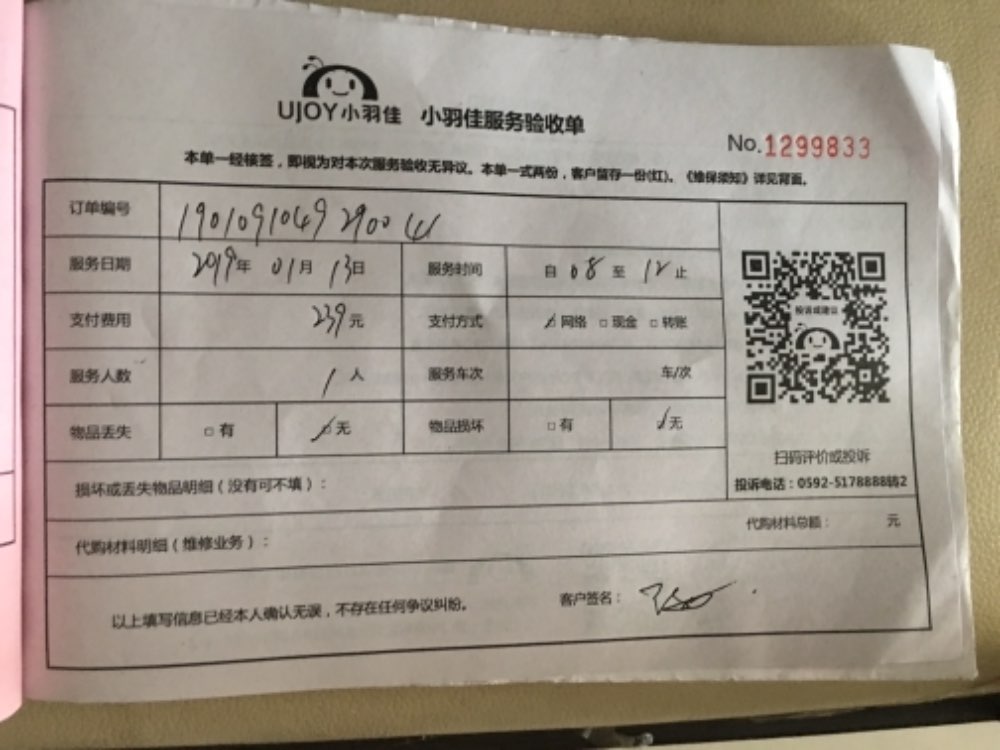 UJOY小羽佳 小羽佳服务验收单
No.1299833
本单一经核签，即视为对本次服务验收无异议。本单一式两份，客户留存一份(红)。《维保须知》详见背面。
订单编号
服务日期 2019年 01月 13日 服务时间 自 08 至 12 止
支付费用 239元 支付方式 网络 □ 现金 □ 转账
投诉或建议
服务人数 1人 服务车次 车/次
物品丢失 □ 有 无 物品损坏 □ 有 无
扫码评价或投诉
损坏或丢失物品明细（没有可不填）：
投诉电话：0592-5178888转2
代购材料总额： 元
代购材料明细（维修业务）：
以上填写信息已经本人确认无误，不存在任何争议纠纷。 客户签名：